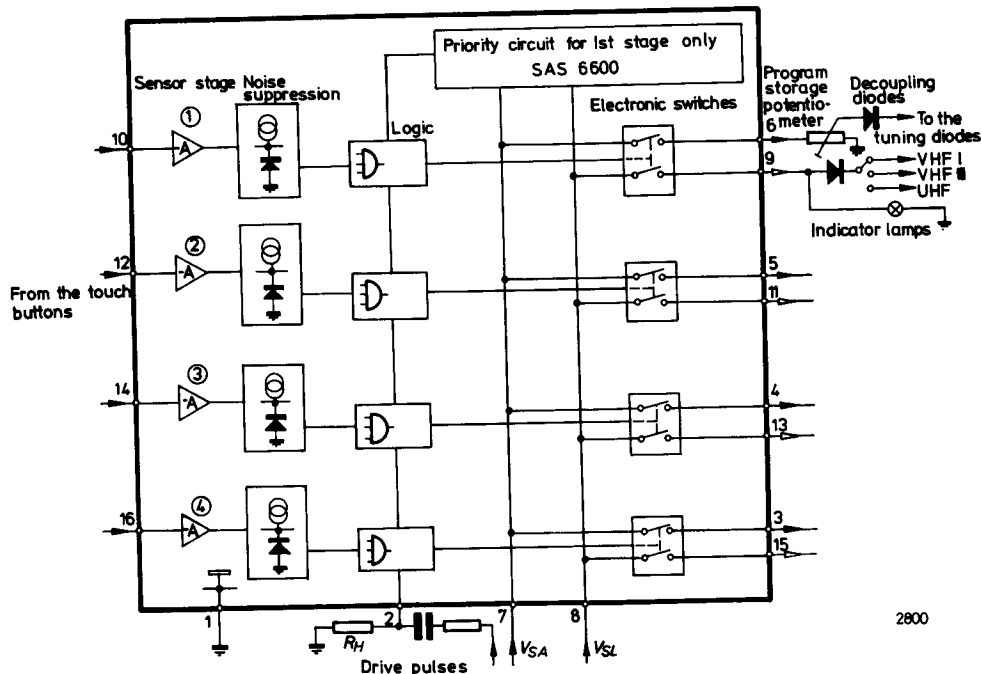 Priority circuit for 1st stage only
SAS 6600
Sensor stage
Noise
suppression
Logic
Electronic switches
Program
storage
potentio-
meter
Decoupling
diodes
To the
tuning diodes
VHF I
VHF III
UHF
Indicator lamps
From the touch
buttons
10
1
-A
6
9
12
2
-A
5
11
14
3
-A
4
13
16
4
-A
3
15
1
2
7
8
RH
Drive pulses
VSA
VSL
2800